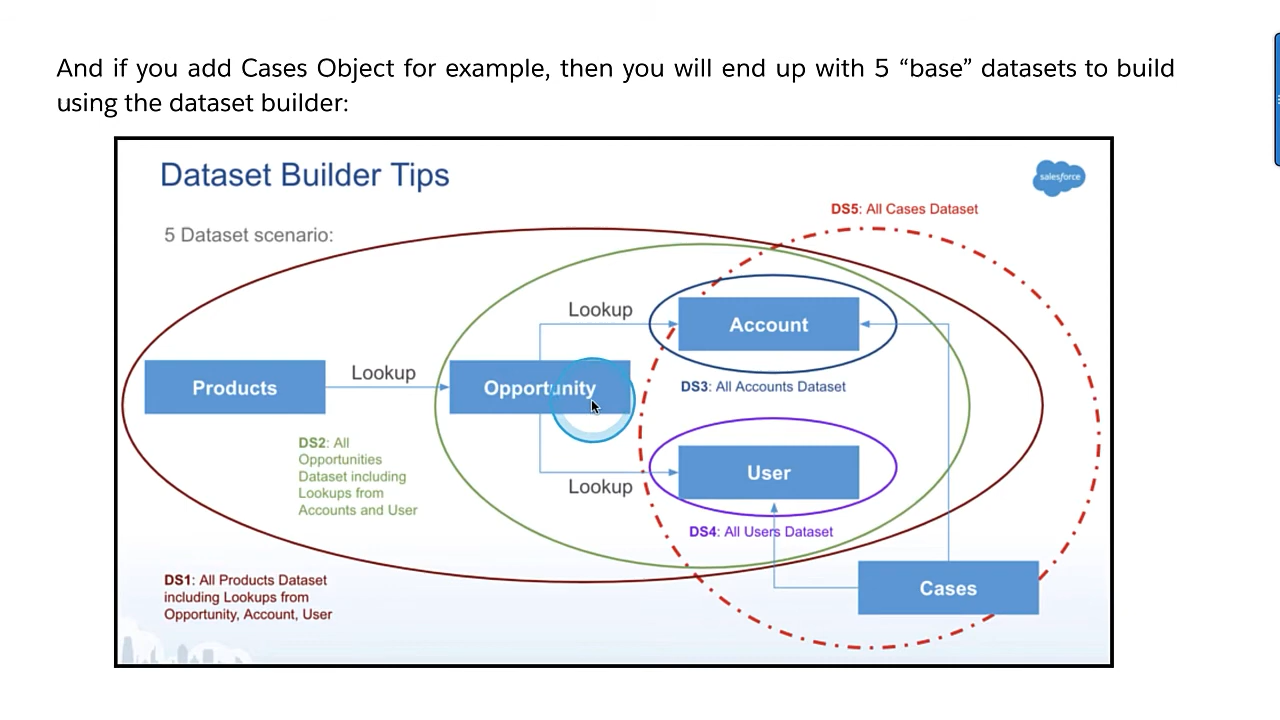 And if you add Cases Object for example, then you will end up with 5 “base” datasets to build
using the dataset builder:
Dataset Builder Tips
salesforce
DS5: All Cases Dataset
5 Dataset scenario:
Lookup
Account
Products
Lookup
Opportunity
DS3: All Accounts Dataset
DS2: All
Opportunities
Dataset including
Lookups from
Accounts and User
User
Lookup
DS4: All Users Dataset
DS1: All Products Dataset
including Lookups from
Opportunity, Account, User
Cases